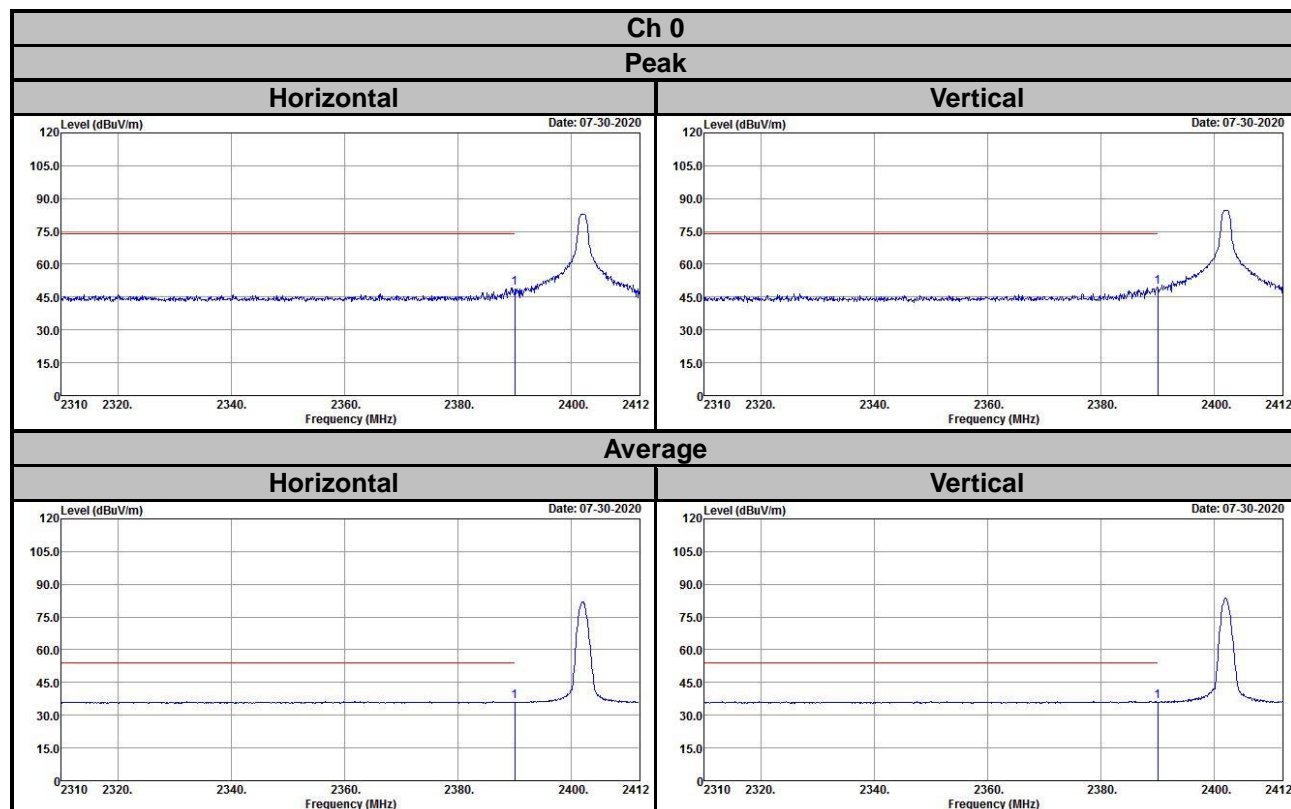 Ch 0
Peak
Horizontal Vertical
Level (dBuV/m) Date: 07-30-2020
120
105.0
90.0
75.0
60.0
45.0
30.0
15.0
0
1
2310 2320. 2340. 2360. 2380. 2400. 2412
Frequency (MHz)
Level (dBuV/m) Date: 07-30-2020
120
105.0
90.0
75.0
60.0
45.0
30.0
15.0
0
1
2310 2320. 2340. 2360. 2380. 2400. 2412
Frequency (MHz)
Average
Horizontal Vertical
Level (dBuV/m) Date: 07-30-2020
120
105.0
90.0
75.0
60.0
45.0
30.0
15.0
0
1
2310 2320. 2340. 2360. 2380. 2400. 2412
Frequency (MHz)
Level (dBuV/m) Date: 07-30-2020
120
105.0
90.0
75.0
60.0
45.0
30.0
15.0
0
1
2310 2320. 2340. 2360. 2380. 2400. 2412
Frequency (MHz)